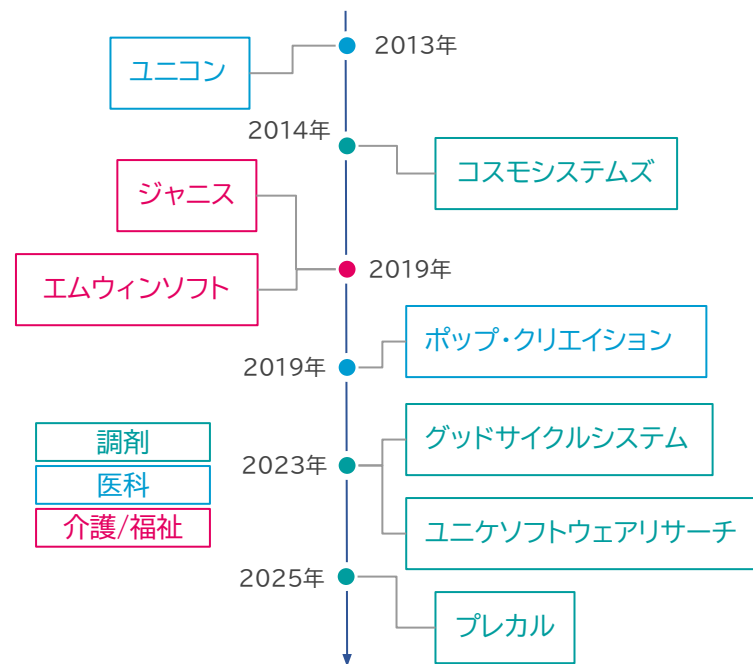 2013年
ユニコン
2014年
コスモシステムズ
ジャニス
エムウィンソフト
2019年
ポップ・クリエイション
2019年
グッドサイクルシステム
2023年
ユニケソフトウェアリサーチ
調剤
医科
介護/福祉
2025年
プレカル